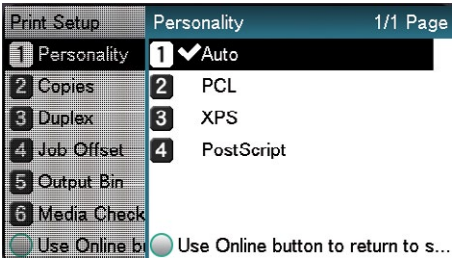 Print Setup
1 Personality
2 Copies
3 Duplex
4 Job Offset
5 Output Bin
6 Media Check
Use Online b
Personality 1/1 Page
1 Auto
2 PCL
3 XPS
4 PostScript
Use Online button to return to s...